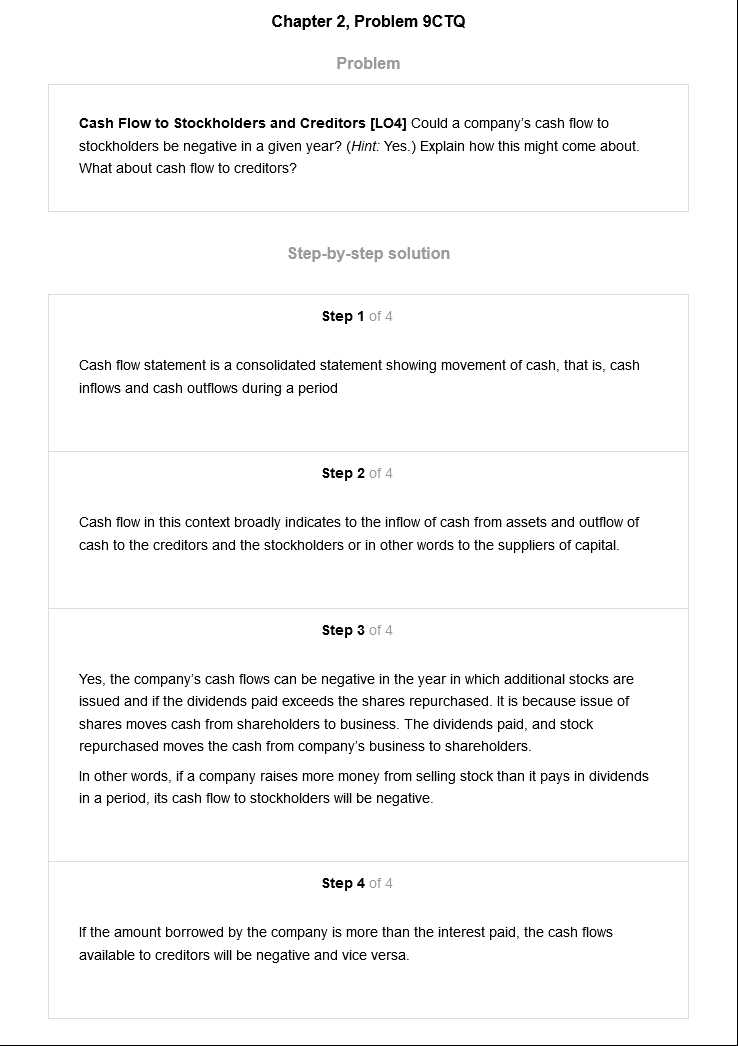 Chapter 2, Problem 9CTQ
Problem
Cash Flow to Stockholders and Creditors [LO4] Could a company's cash flow to
stockholders be negative in a given year? (Hint: Yes.) Explain how this might come about.
What about cash flow to creditors?
Step-by-step solution
Step 1 of 4
Cash flow statement is a consolidated statement showing movement of cash, that is, cash
inflows and cash outflows during a period
Step 2 of 4
Cash flow in this context broadly indicates to the inflow of cash from assets and outflow of
cash to the creditors and the stockholders or in other words to the suppliers of capital.
Step 3 of 4
Yes, the company's cash flows can be negative in the year in which additional stocks are
issued and if the dividends paid exceeds the shares repurchased. It is because issue of
shares moves cash from shareholders to business. The dividends paid, and stock
repurchased moves the cash from company's business to shareholders.
In other words, if a company raises more money from selling stock than it pays in dividends
in a period, its cash flow to stockholders will be negative.
Step 4 of 4
If the amount borrowed by the company is more than the interest paid, the cash flows
available to creditors will be negative and vice versa.